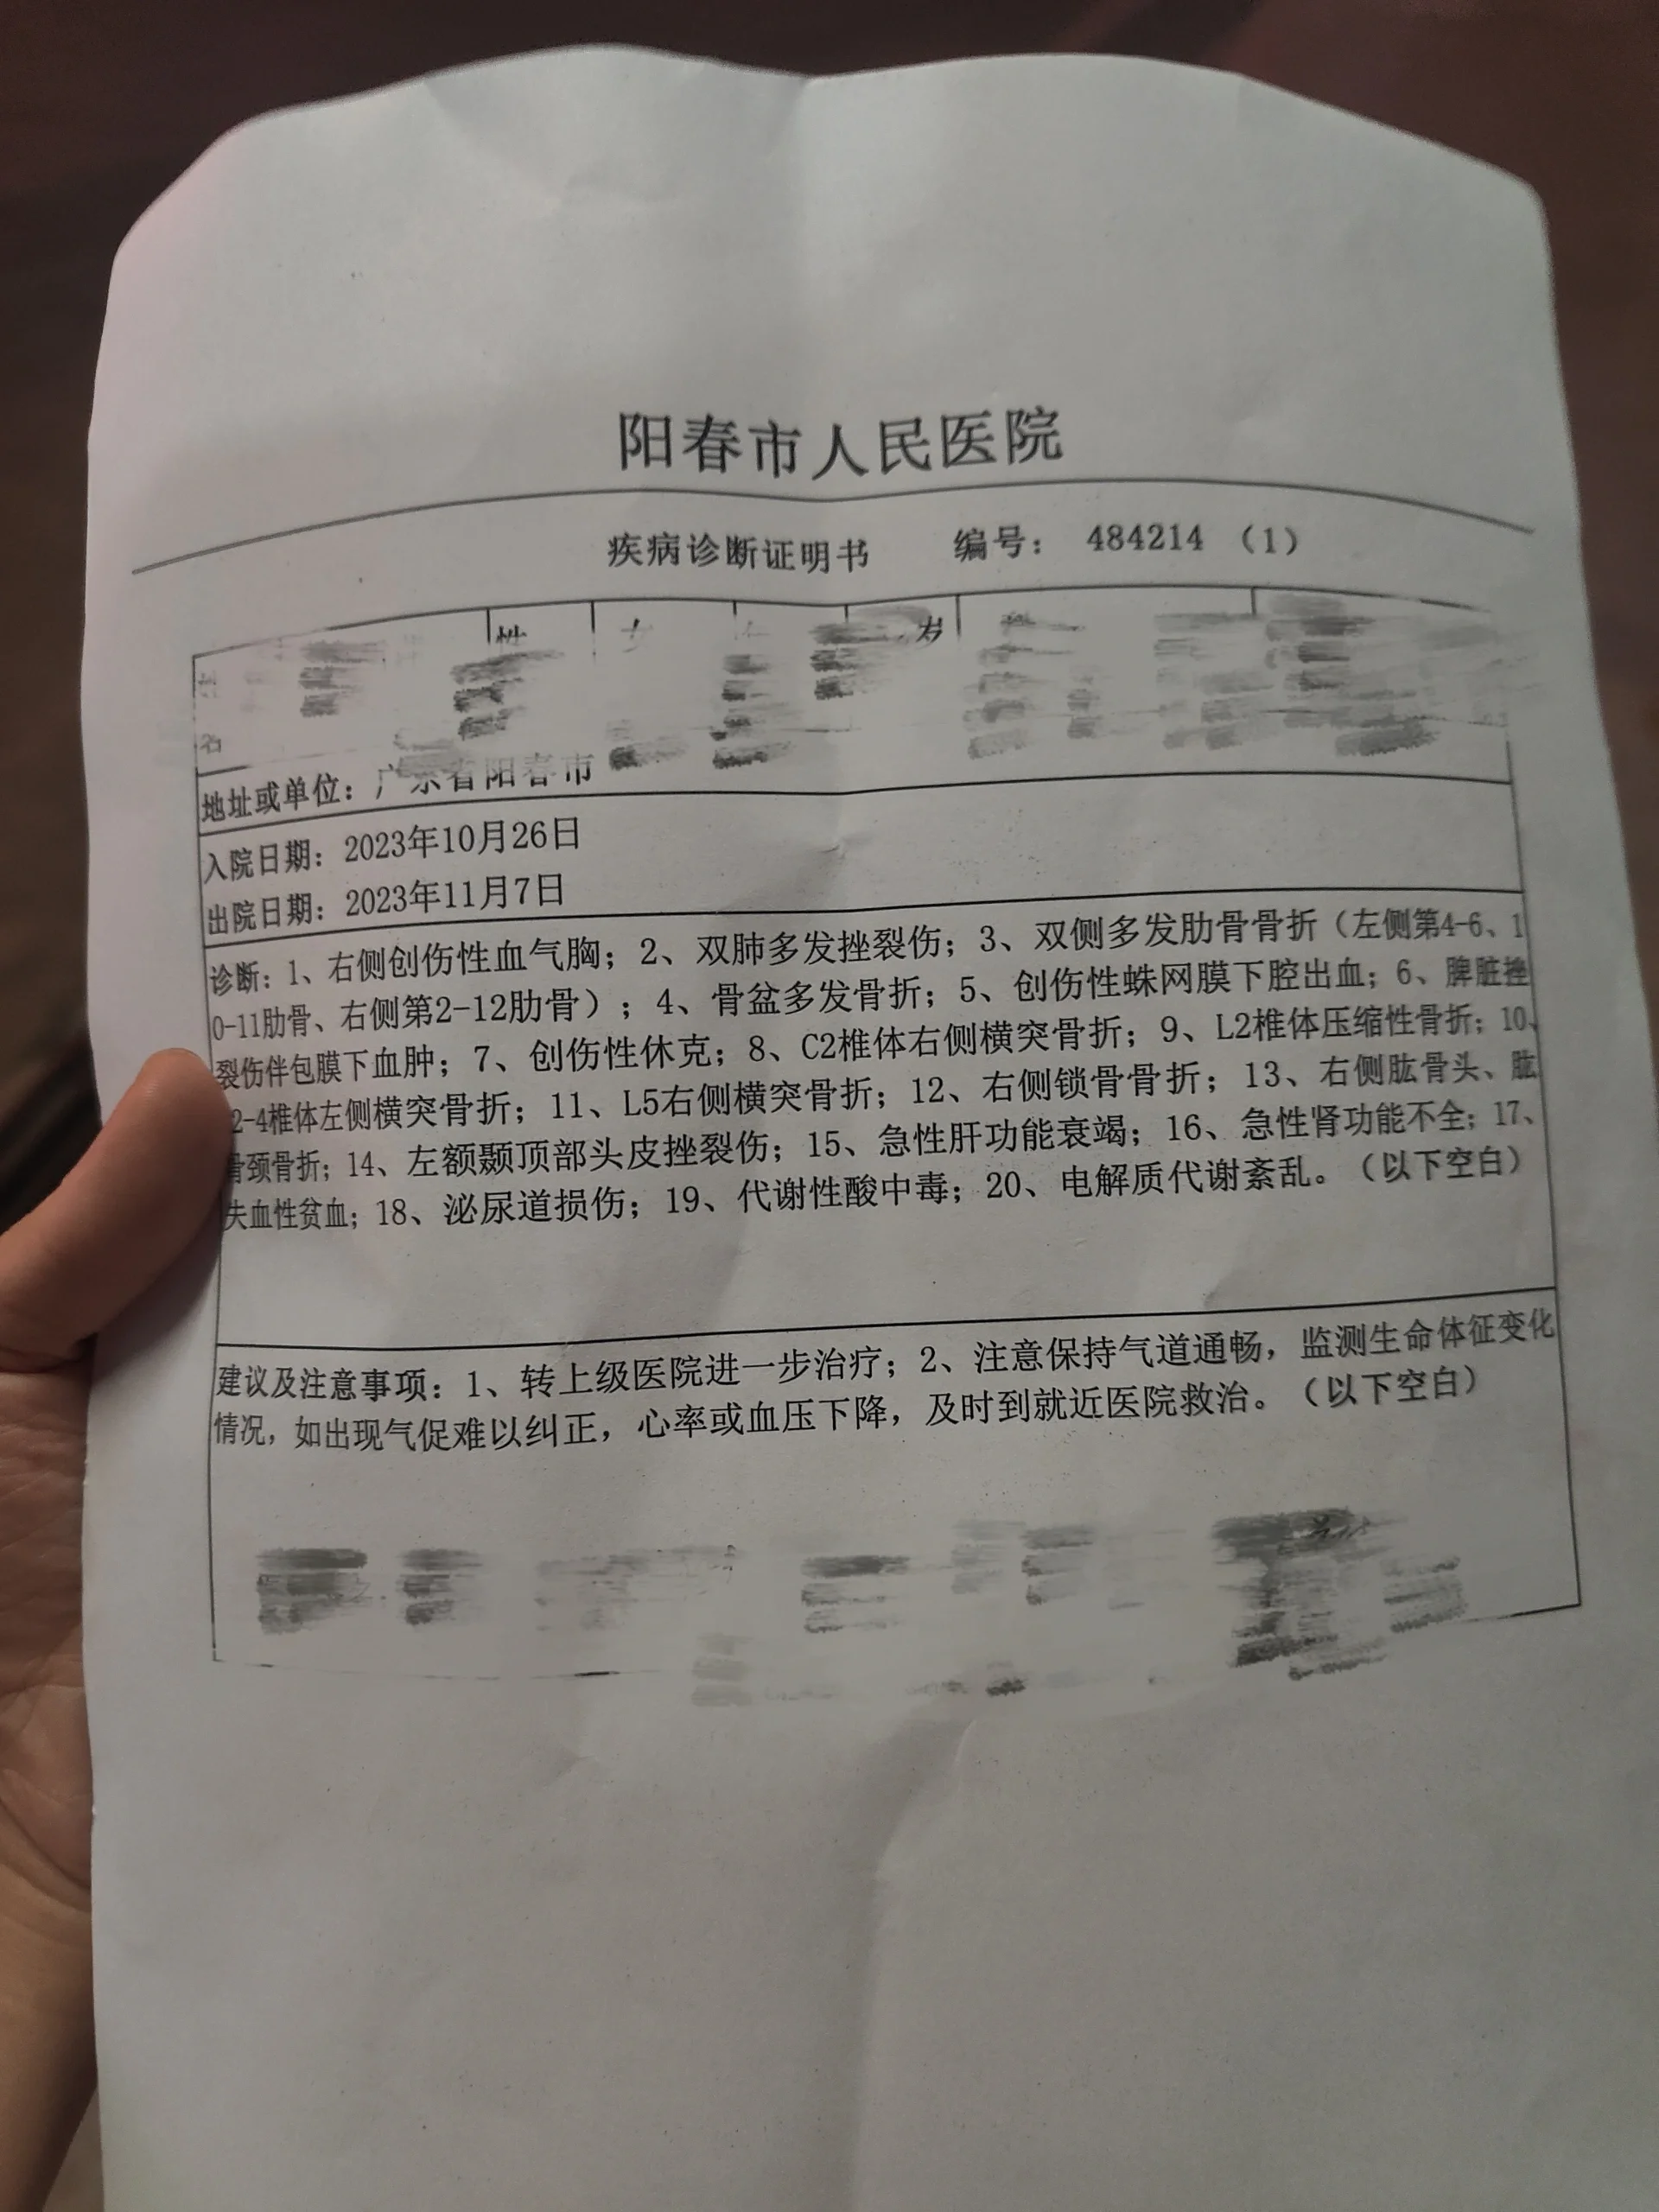 阳春市人民医院
疾病诊断证明书 编号： 484214 （1）
性 女 岁
名
地址或单位：广东省阳春市
入院日期：2023年10月26日
出院日期：2023年11月7日
诊断：1、右侧创伤性血气胸；2、双肺多发挫裂伤；3、双侧多发肋骨骨折（左侧第4-6、1
0-11肋骨、右侧第2-12肋骨）；4、骨盆多发骨折；5、创伤性蛛网膜下腔出血；6、脾脏挫
裂伤伴包膜下血肿；7、创伤性休克；8、C2椎体右侧横突骨折；9、L2椎体压缩性骨折；10、
2-4椎体左侧横突骨折；11、L5右侧横突骨折；12、右侧锁骨骨折；13、右侧肱骨头、肱
骨颈骨折；14、左额颞顶部头皮挫裂伤；15、急性肝功能衰竭；16、急性肾功能不全；17、
失血性贫血；18、泌尿道损伤；19、代谢性酸中毒；20、电解质代谢紊乱。（以下空白）
建议及注意事项：1、转上级医院进一步治疗；2、注意保持气道通畅，监测生命体征变化
情况，如出现气促难以纠正，心率或血压下降，及时到就近医院救治。（以下空白）